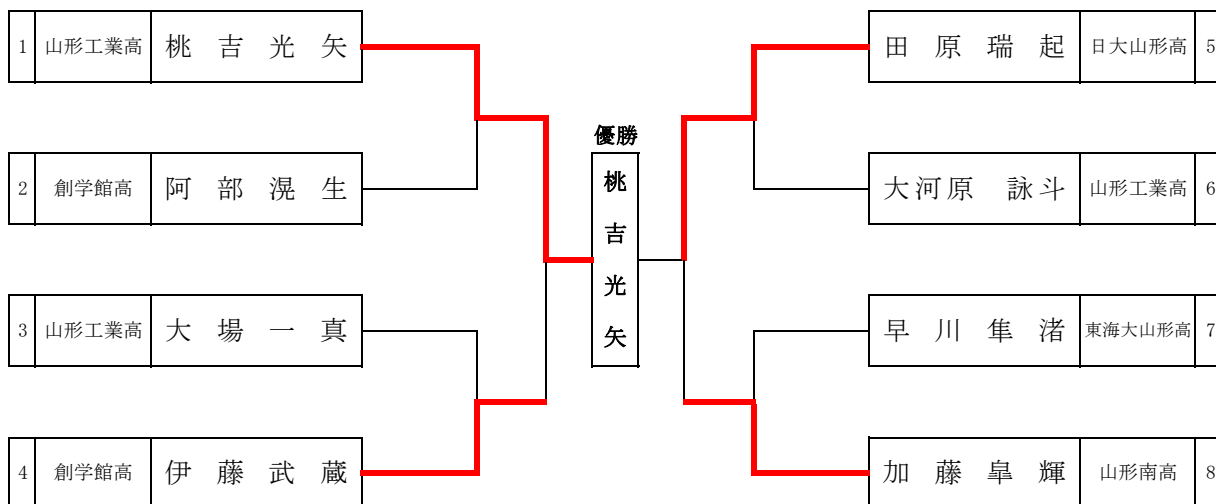 1 山形工業高 桃吉光矢
2 創学館高 阿部滉生
3 山形工業高 大場一真
4 創学館高 伊藤武蔵
優勝
桃吉光矢
田原瑞起 日大山形高 5
大河原 詠斗 山形工業高 6
早川隼渚 東海大山形高 7
加藤皐輝 山形南高 8